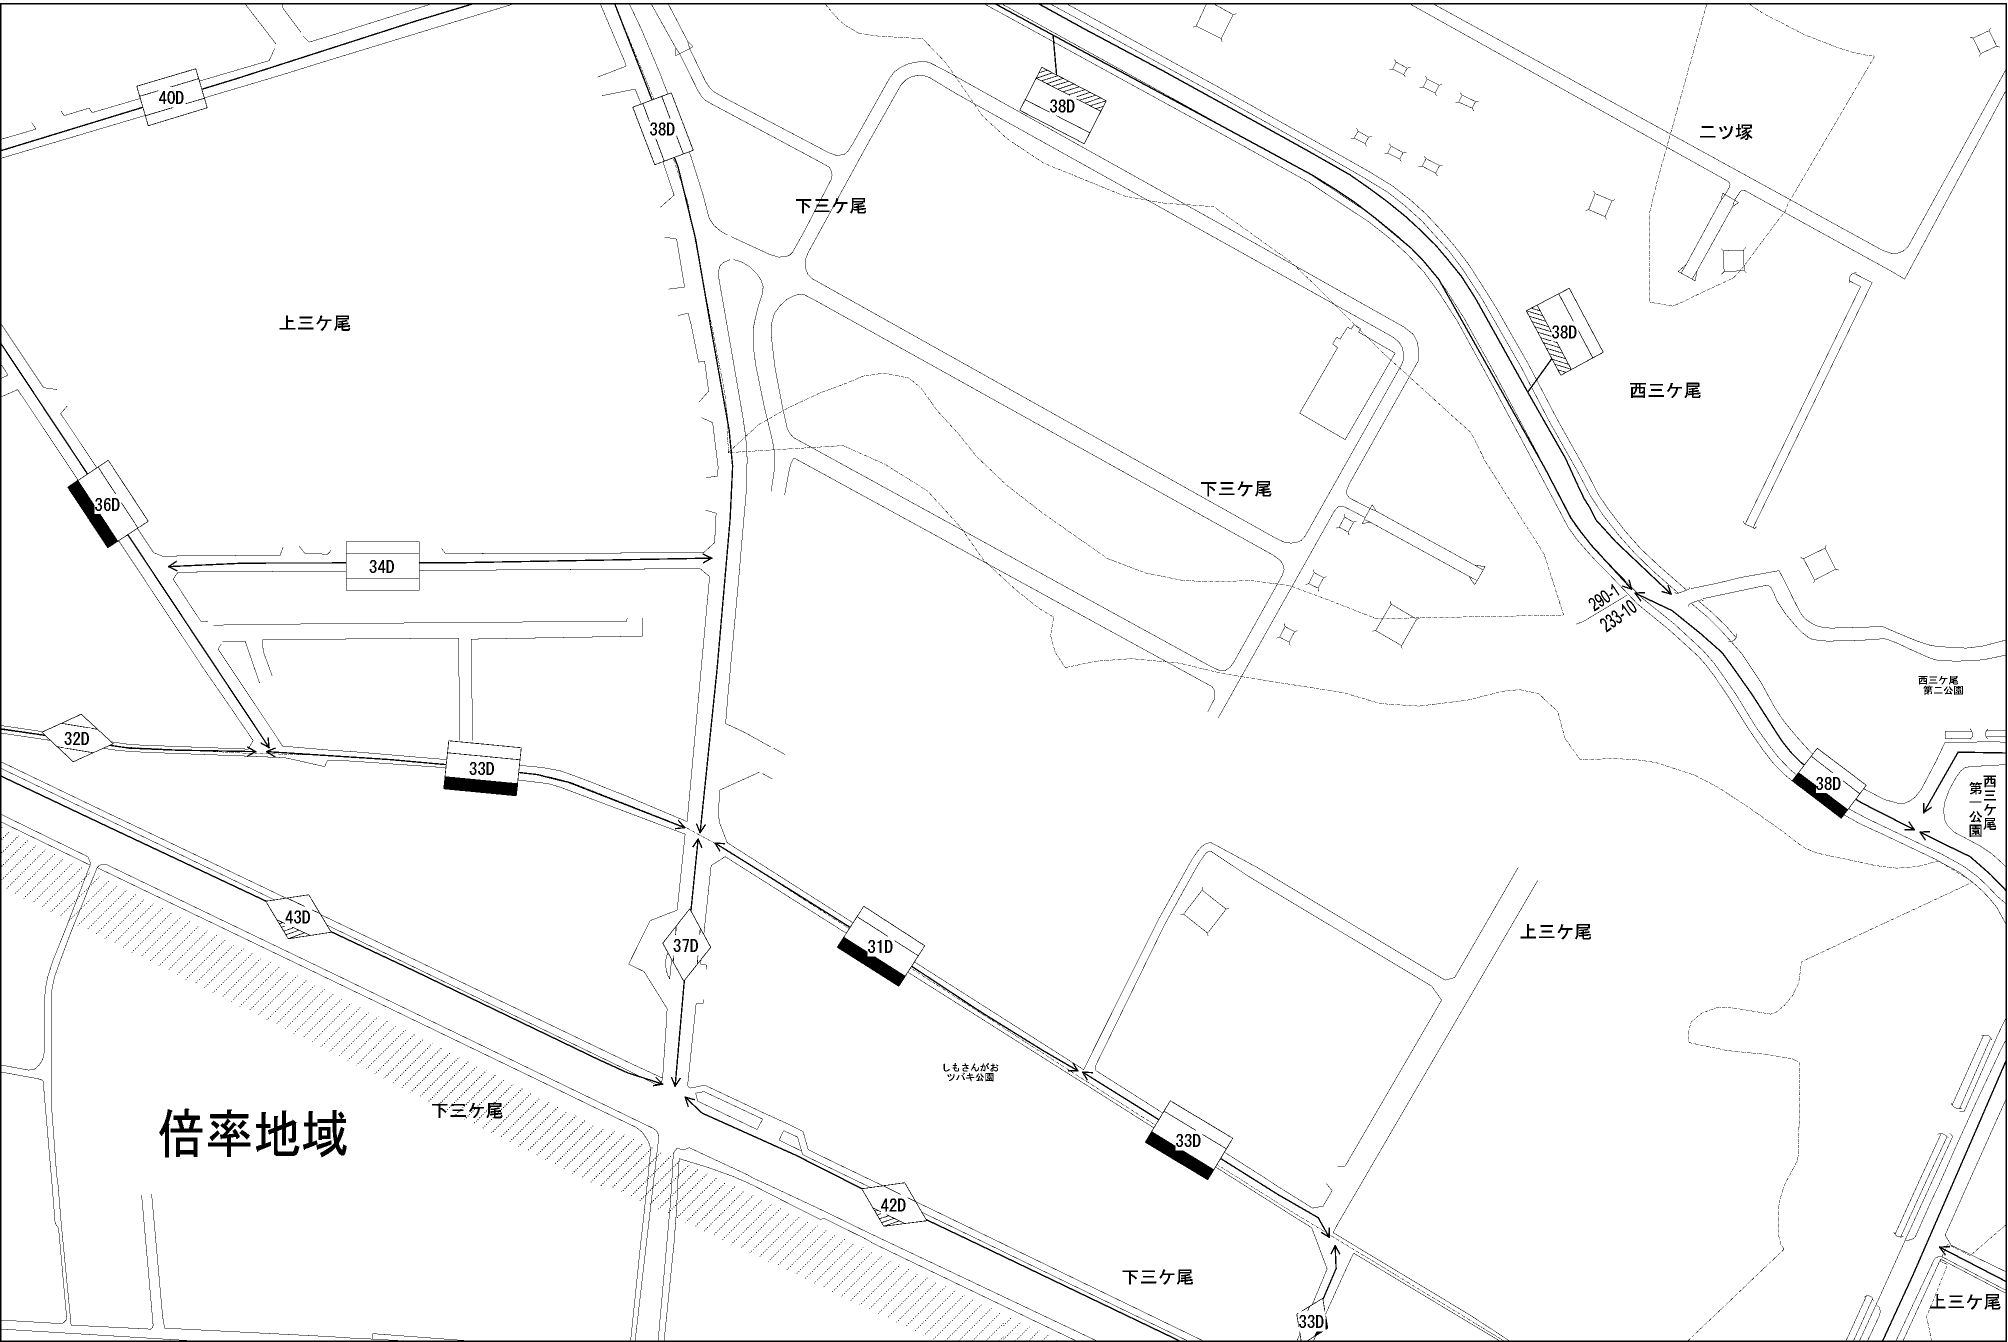 40D
38D
38D
二ツ塚
下三ケ尾
上三ケ尾
38D
西三ケ尾
下三ケ尾
36D
34D
290-1
233-10
西三ケ尾
第二公園
32D
33D
38D
西三ケ尾
第一公園
43D
37D
31D
上三ケ尾
しもさんがお
ツバキ公園
下三ケ尾
倍率地域
33D
42D
下三ケ尾
上三ケ尾
33D